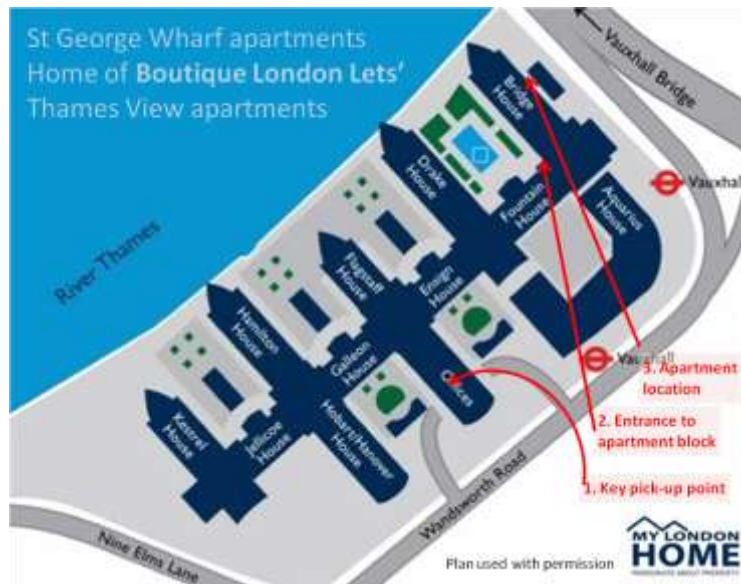 St George Wharf apartments
Home of Boutique London Lets'
Thames View apartments
Vauxhall Bridge
Bridge
House
Drake
House
Fountain
House
Aquarius
House
Vauxhall
River Thames
Flagstaff
House
Ensign
House
Hamilton
House
Galleon
House
Offices
Vauxhall
3. Apartment
location
Kestrel
House
Jellicoe
House
Hobart/Hanover
House
2. Entrance to
apartment block
1. Key pick-up point
Wandsworth Road
Nine Elms Lane
Plan used with permission
MY LONDON
HOME
PASSIONATE ABOUT PROPERTY